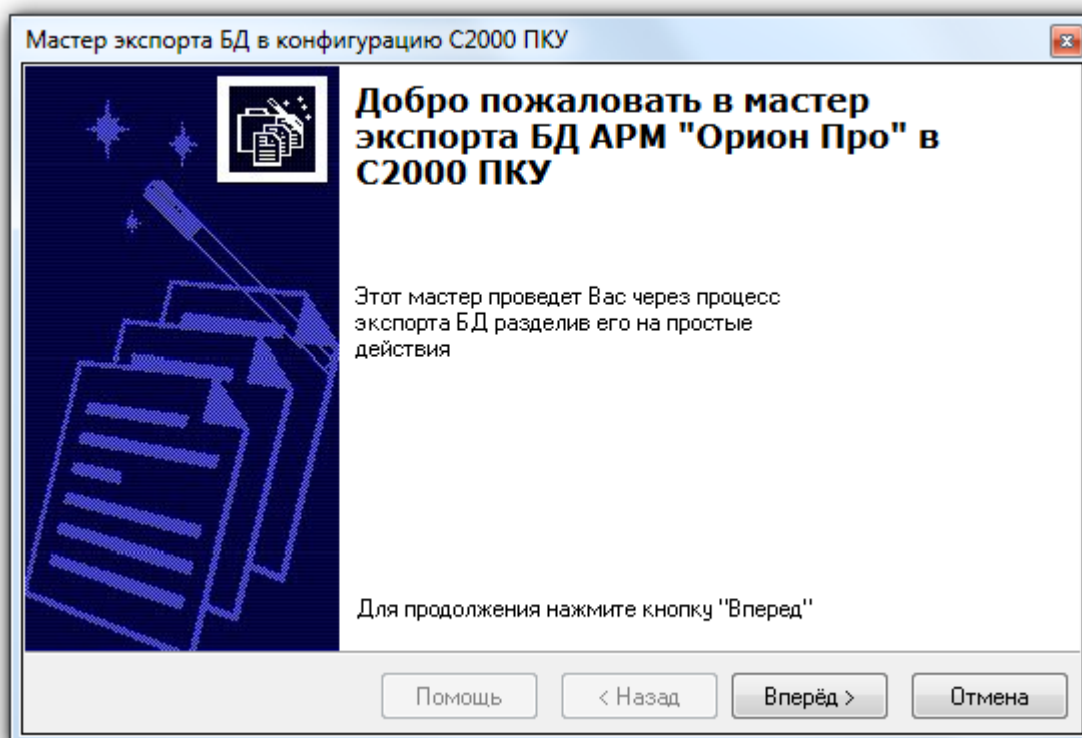 Мастер экспорта БД в конфигурацию С2000 ПКУ
Добро пожаловать в мастер
экспорта БД АРМ "Орион Про" в
С2000 ПКУ
Этот мастер проведет Вас через процесс
экспорта БД разделив его на простые
действия
Для продолжения нажмите кнопку "Вперед"
Помощь
< Назад
Вперёд >
Отмена